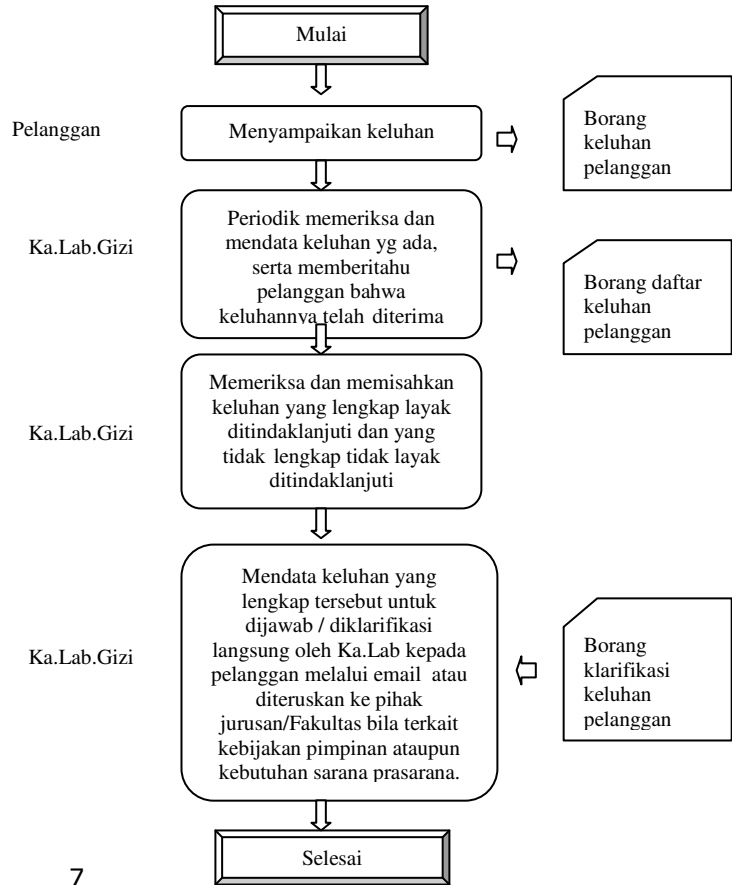 Mulai
Pelanggan
Menyampaikan keluhan
Borang
keluhan
pelanggan
Ka.Lab.Gizi
Periodik memeriksa dan
mendata keluhan yg ada,
serta memberitahu
pelanggan bahwa
keluhannya telah diterima
Borang daftar
keluhan
pelanggan
Ka.Lab.Gizi
Memeriksa dan memisahkan
keluhan yang lengkap layak
ditindaklanjuti dan yang
tidak lengkap tidak layak
ditindaklanjuti
Ka.Lab.Gizi
Mendata keluhan yang
lengkap tersebut untuk
dijawab / diklarifikasi
langsung oleh Ka.Lab kepada
pelanggan melalui email atau
diteruskan ke pihak
jurusan/Fakultas bila terkait
kebijakan pimpinan ataupun
kebutuhan sarana prasarana.
Borang
klarifikasi
keluhan
pelanggan
Selesai
7